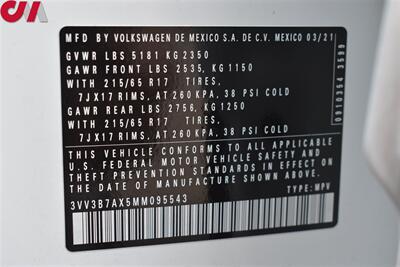 MFD BY VOLKSWAGEN DE MEXICO S.A. DE C.V. MEXICO 03/21
GVWR LBS 5181 KG 2350
GAWR FRONT LBS 2535, KG 1150
WITH 215/65 R17 TIRES,
7JX17 RIMS, AT 260 KPA, 38 PSI COLD
GAWR REAR LBS 2756, KG 1250
WITH 215/65 R17 TIRES,
7JX17 RIMS, AT 260 KPA, 38 PSI COLD
THIS VEHICLE CONFORMS TO ALL APPLICABLE
U.S. FEDERAL MOTOR VEHICLE SAFETY AND
THEFT PREVENTION STANDARDS IN EFFECT ON
THE DATE OF MANUFACTURE SHOWN ABOVE.
3VV3B7AX5MM095543 TYPE: MPV
0910354 3599
DIA MOTORS